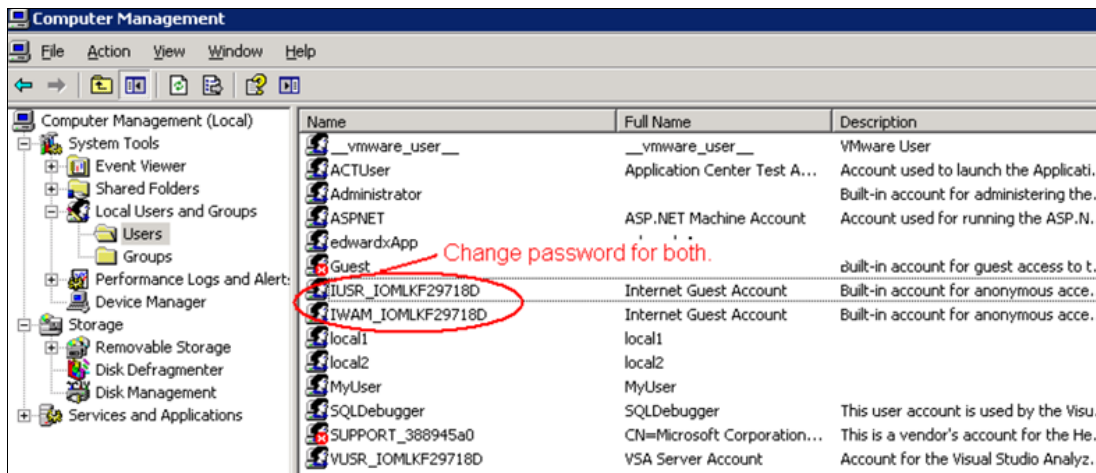 Computer Management
File Action View Window Help
Computer Management (Local)
System Tools
Event Viewer
Shared Folders
Local Users and Groups
Users
Groups
Performance Logs and Alert:
Device Manager
Storage
Removable Storage
Disk Defragmenter
Disk Management
Services and Applications
Name Full Name Description
__vmware_user__ __vmware_user__ VMware User
ACTUser Application Center Test A... Account used to launch the Applicati.
Administrator Built-in account for administering the.
ASPNET ASP.NET Machine Account Account used for running the ASP.N.
edwardxApp
Change password for both.
Guest Built-in account for guest access to t.
IUSR_IOMLKF29718D Internet Guest Account Built-in account for anonymous acce.
IWAM_IOMLKF29718D Internet Guest Account Built-in account for anonymous acce.
local1 local1
local2 local2
MyUser MyUser
SQLDebugger SQLDebugger This user account is used by the Visu.
SUPPORT_388945a0 CN=Microsoft Corporation... This is a vendor's account for the He.
VUSR_IOMLKF29718D VSA Server Account Account for the Visual Studio Analyz.